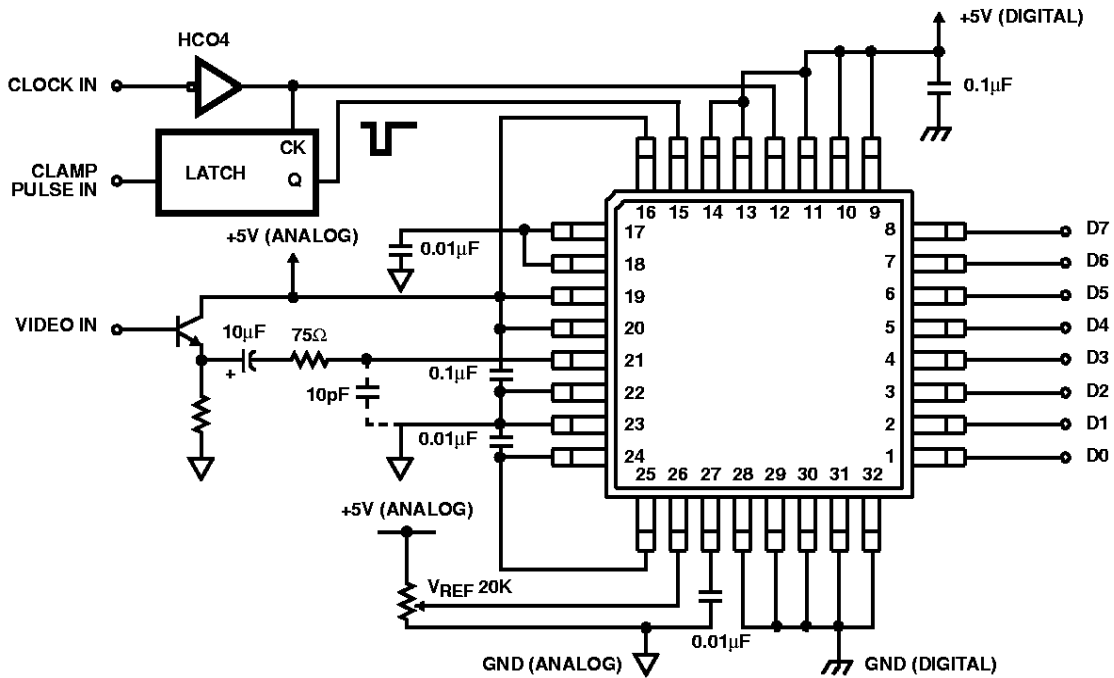 +5V (DIGITAL)
HCO4
CLOCK IN
0.1µF
CK
LATCH
Q
CLAMP
PULSE IN
16 15 14 13 12 11 10 9
+5V (ANALOG)
0.01µF
17
18
19
20
21
22
23
24
8
7
6
5
4
3
2
1
D7
D6
D5
D4
D3
D2
D1
D0
VIDEO IN
10µF
+
75Ω
10pF
0.1µF
0.01µF
25 26 27 28 29 30 31 32
+5V (ANALOG)
VREF 20K
0.01µF
GND (ANALOG)
GND (DIGITAL)